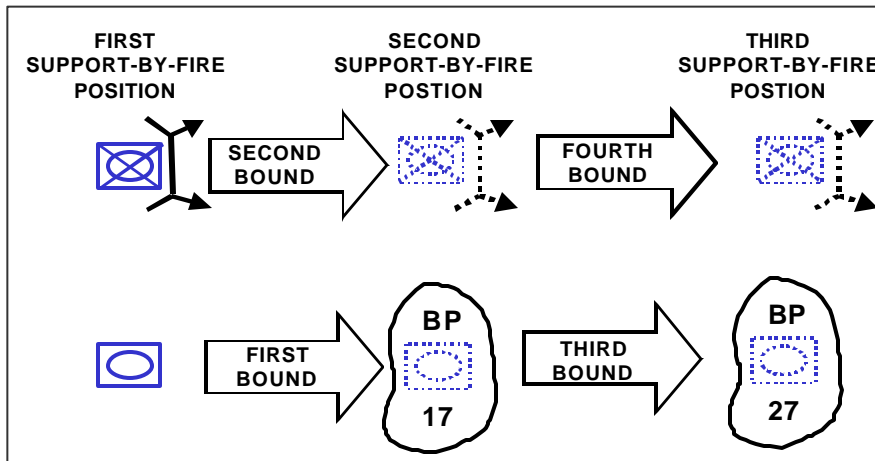 FIRST
SUPPORT-BY-FIRE
POSITION
SECOND
SUPPORT-BY-FIRE
POSTION
THIRD
SUPPORT-BY-FIRE
POSTION
SECOND
BOUND
FOURTH
BOUND
FIRST
BOUND
BP
17
THIRD
BOUND
BP
27